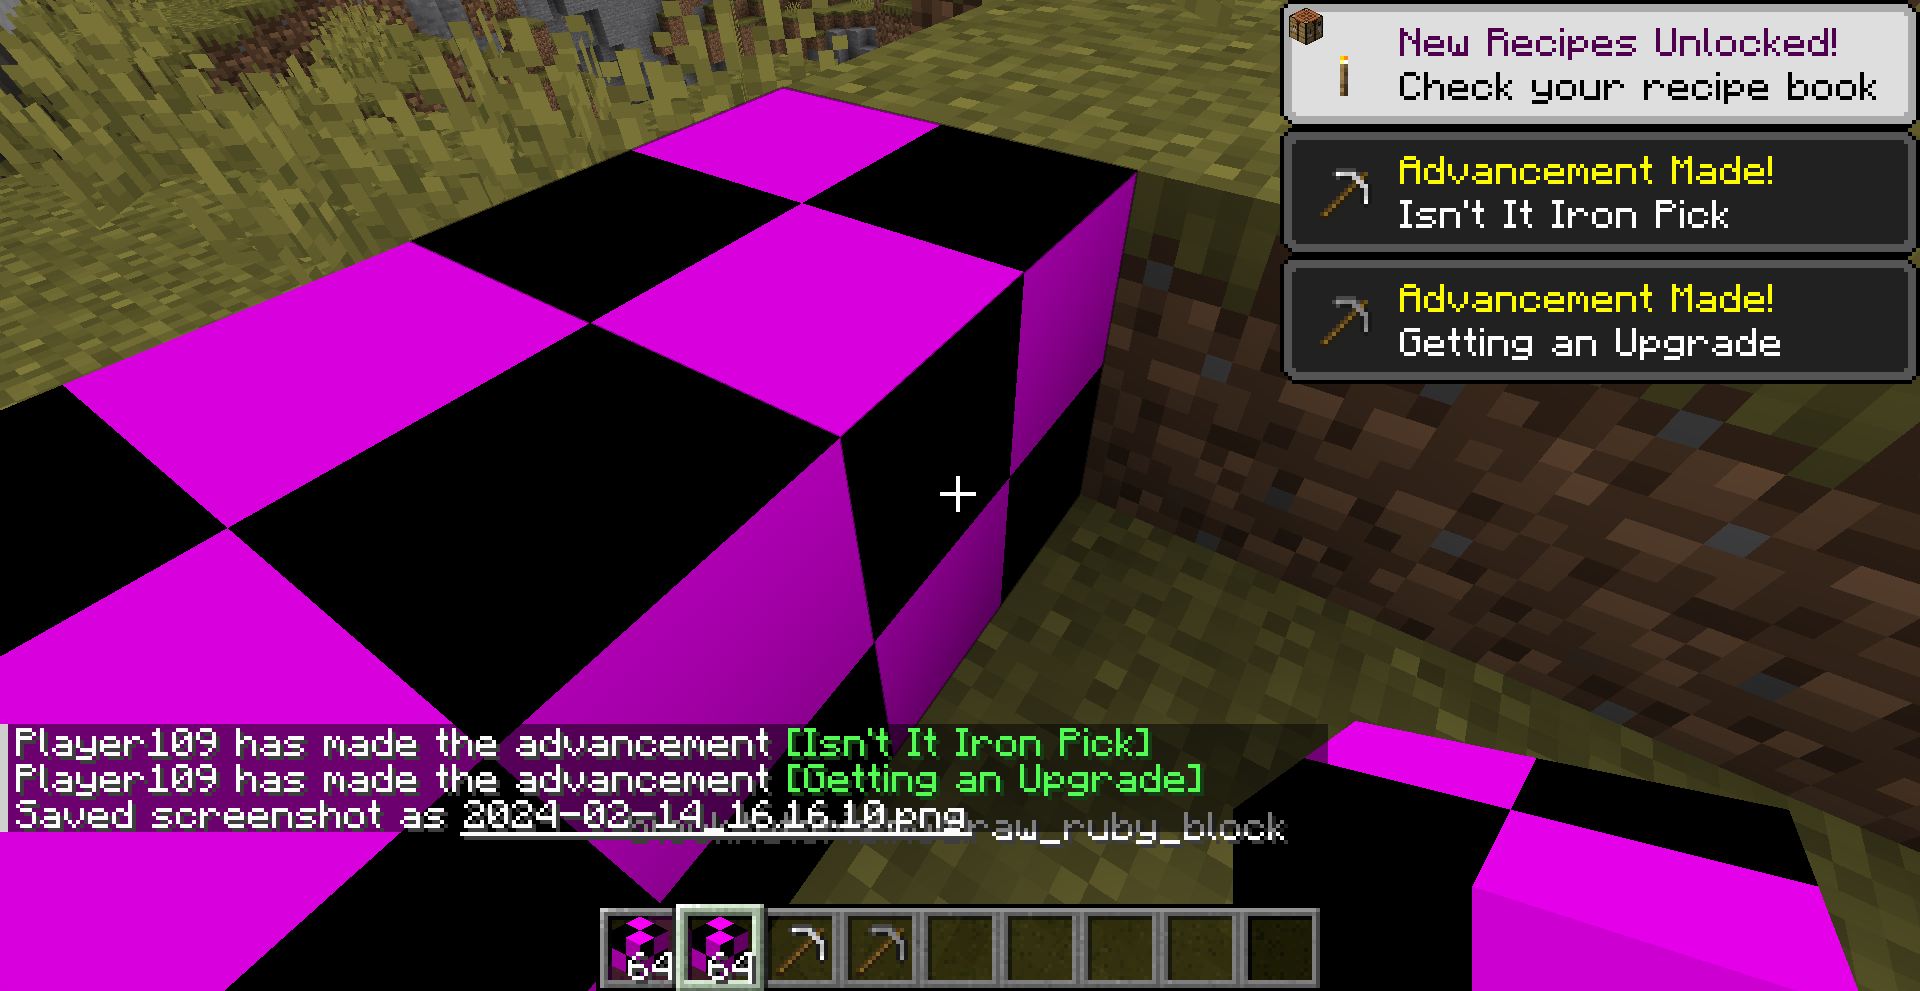 New Recipes Unlocked!
Check your recipe book
Advancement Made!
Isn't It Iron Pick
Advancement Made!
Getting an Upgrade
Player109 has made the advancement [Isn't It Iron Pick]
Player109 has made the advancement [Getting an Upgrade]
Saved screenshot as 2024-02-14_16.16.10.png
raw_ruby_block
64
64